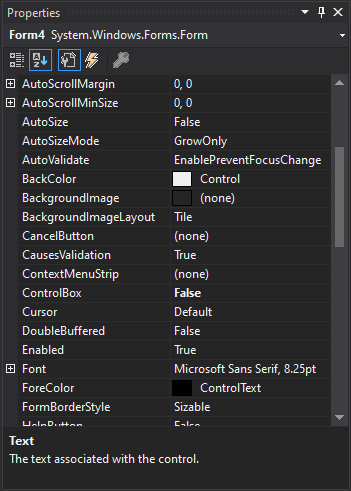 Properties
Form4 System.Windows.Forms.Form
AutoScrollMargin 0, 0
AutoScrollMinSize 0, 0
AutoSize False
AutoSizeMode GrowOnly
AutoValidate EnablePreventFocusChange
BackColor Control
BackgroundImage (none)
BackgroundImageLayout Tile
CancelButton (none)
CausesValidation True
ContextMenuStrip (none)
ControlBox False
Cursor Default
DoubleBuffered False
Enabled True
Font Microsoft Sans Serif, 8.25pt
ForeColor ControlText
FormBorderStyle Sizable
HelpButton False
Text
The text associated with the control.